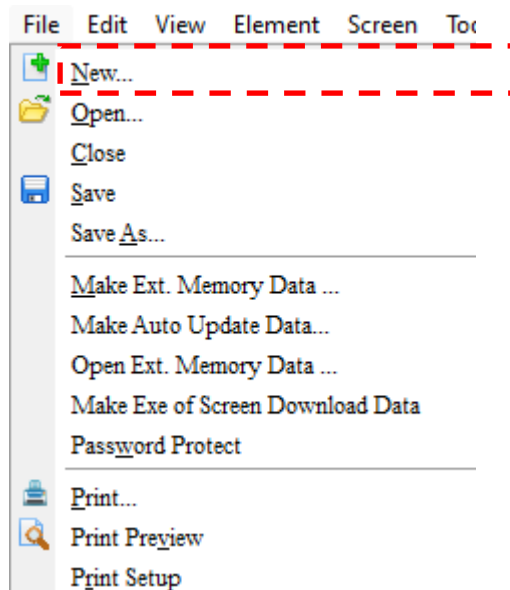 File Edit View Element Screen
New...
Open...
Close
Save
Save As...
Make Ext. Memory Data ...
Make Auto Update Data...
Open Ext. Memory Data ...
Make Exe of Screen Download Data
Password Protect
Print...
Print Preview
Print Setup